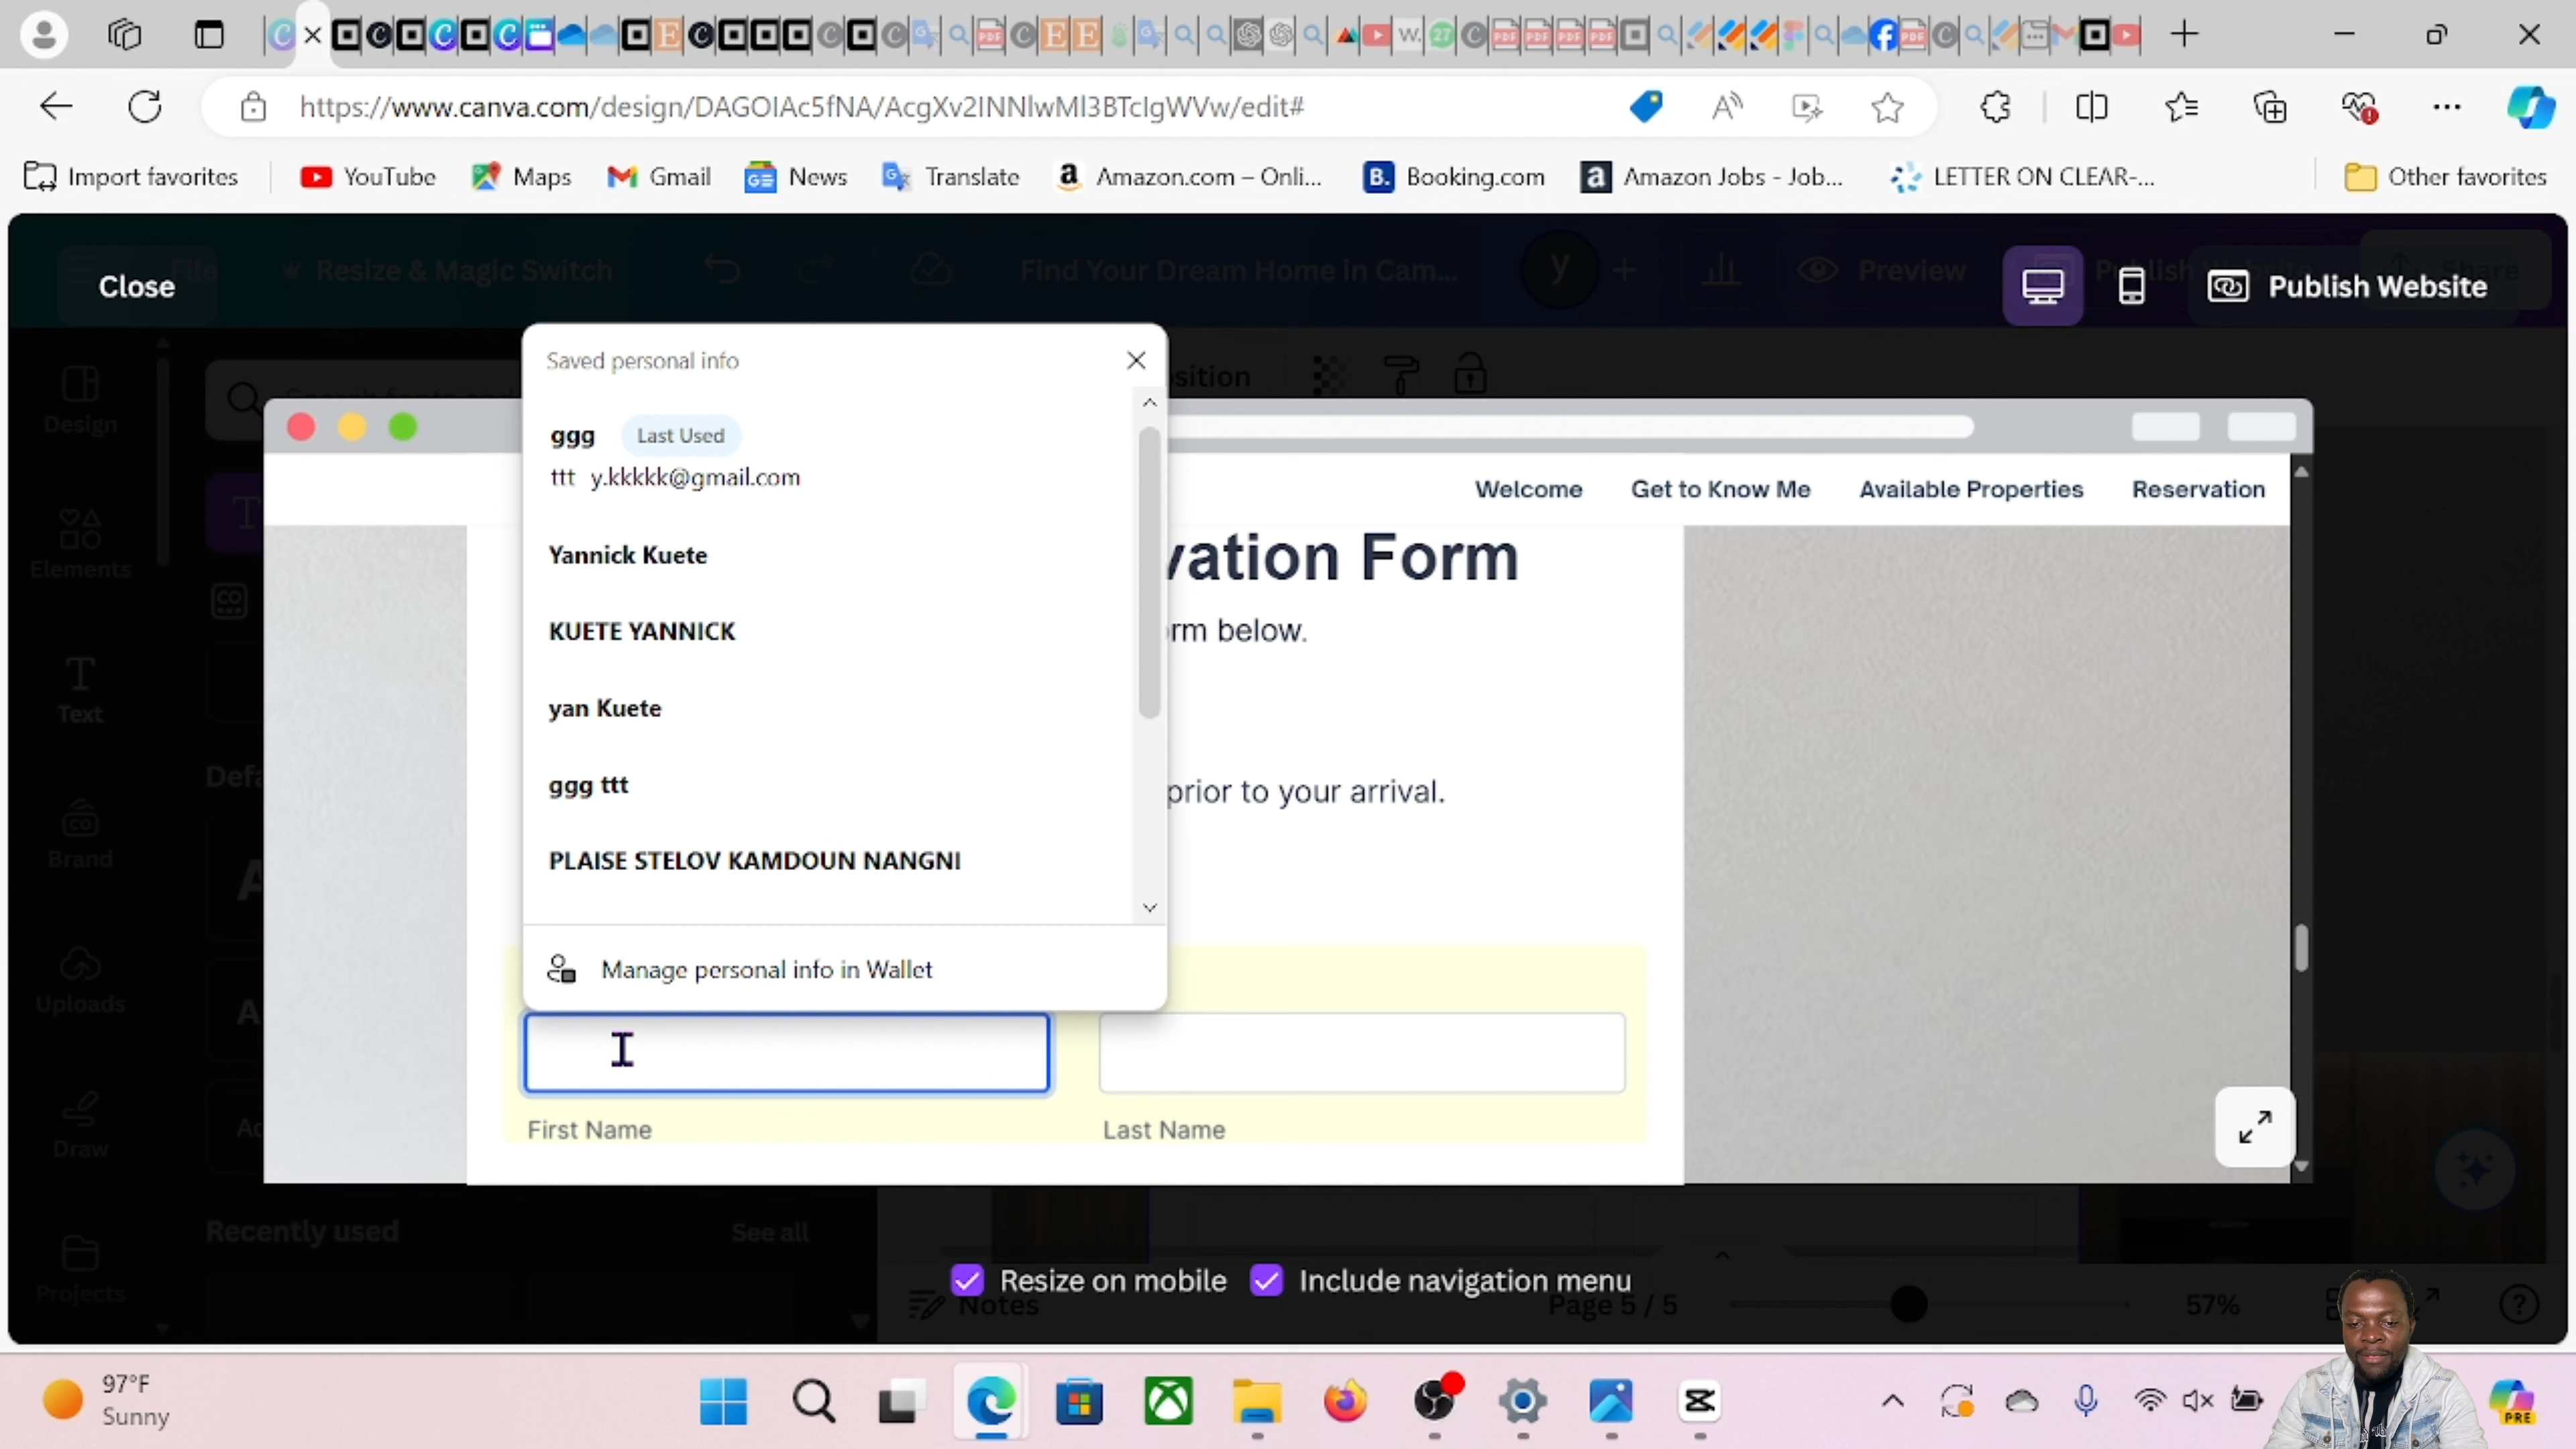 https://www.canva.com/design/DAGOIAc5fNA/AcgXv2INNlwMl3BTcIgWVw/edit#
Import favorites
YouTube
Maps
Gmail
News
Translate
Amazon.com – Onli...
Booking.com
Amazon Jobs - Job...
LETTER ON CLEAR-...
Other favorites
Close
File
Resize & Magic Switch
Find Your Dream Home in Cam...
y
Preview
Publish Website
Share
Design
Elements
Text
Brand
Uploads
Draw
Projects
Saved personal info
ggg Last Used
ttt y.kkkkk@gmail.com
Yannick Kuete
KUETE YANNICK
yan Kuete
ggg ttt
PLAISE STELOV KAMDOUN NANGNI
Manage personal info in Wallet
sition
Welcome
Get to Know Me
Available Properties
Reservation
vation Form
rm below.
prior to your arrival.
First Name
Last Name
Defa
Recently used
See all
Resize on mobile
Include navigation menu
Notes
Page 5 / 5
57%
97°F
Sunny
PRE